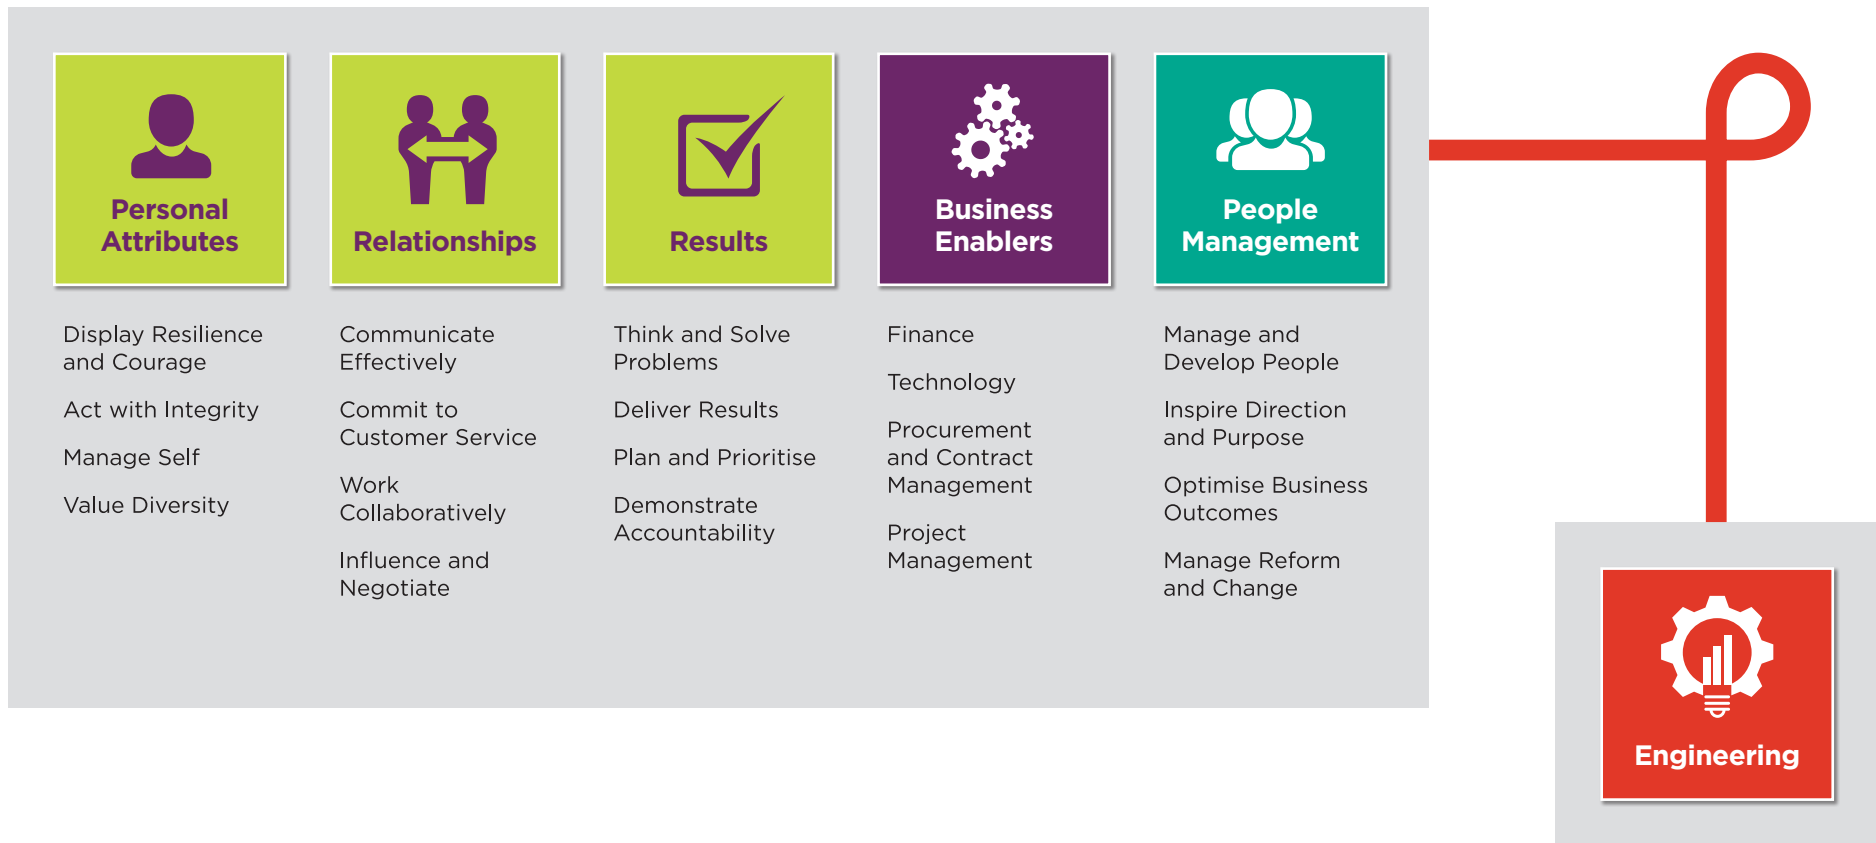 Personal
Attributes
Display Resilience
and Courage
Act with Integrity
Manage Self
Value Diversity
Relationships
Communicate
Effectively
Commit to
Customer Service
Work
Collaboratively
Influence and
Negotiate
Results
Think and Solve
Problems
Deliver Results
Plan and Prioritise
Demonstrate
Accountability
Business
Enablers
Finance
Technology
Procurement
and Contract
Management
Project
Management
People
Management
Manage and
Develop People
Inspire Direction
and Purpose
Optimise Business
Outcomes
Manage Reform
and Change
Engineering